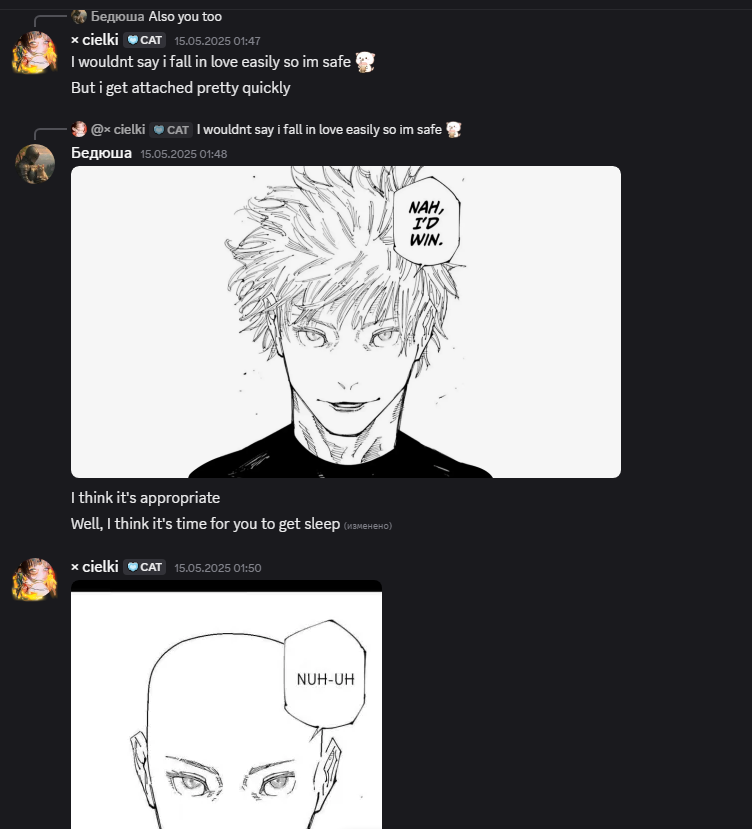 Бедюша Also you too
× cielki CAT 15.05.2025 01:47
I wouldnt say i fall in love easily so im safe
But i get attached pretty quickly
@× cielki CAT I wouldnt say i fall in love easily so im safe
Бедюша 15.05.2025 01:48
NAH,
I'D
WIN.
I think it's appropriate
Well, I think it's time for you to get sleep (изменено)
× cielki CAT 15.05.2025 01:50
NUH-UH